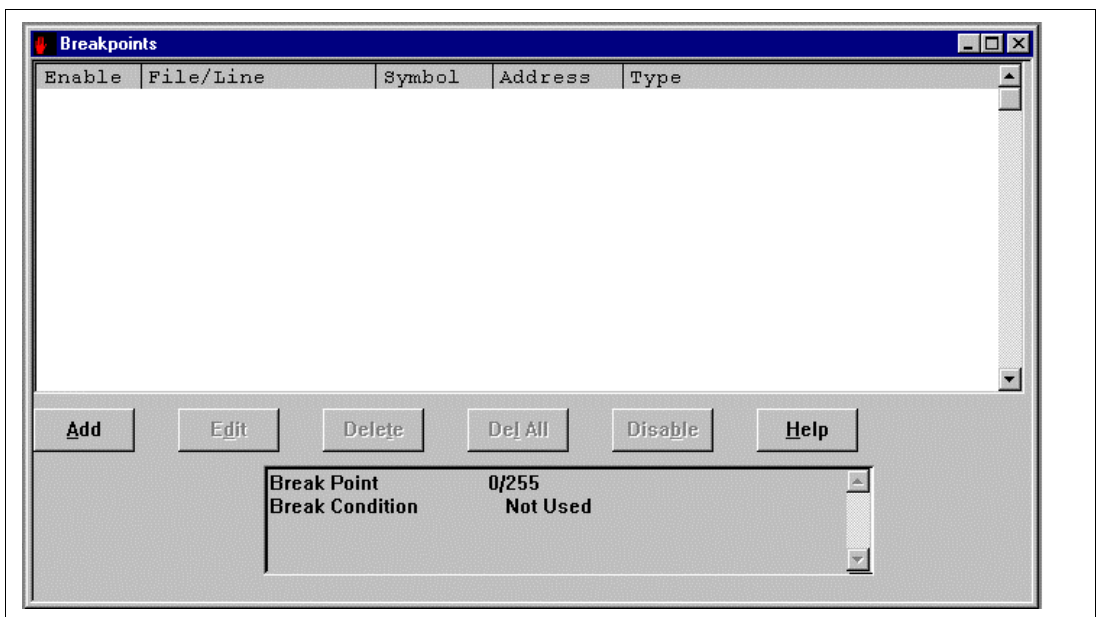 Breakpoints
Enable File/Line Symbol Address Type
Add Edit Delete Del All Disable Help
Break Point 0/255
Break Condition Not Used